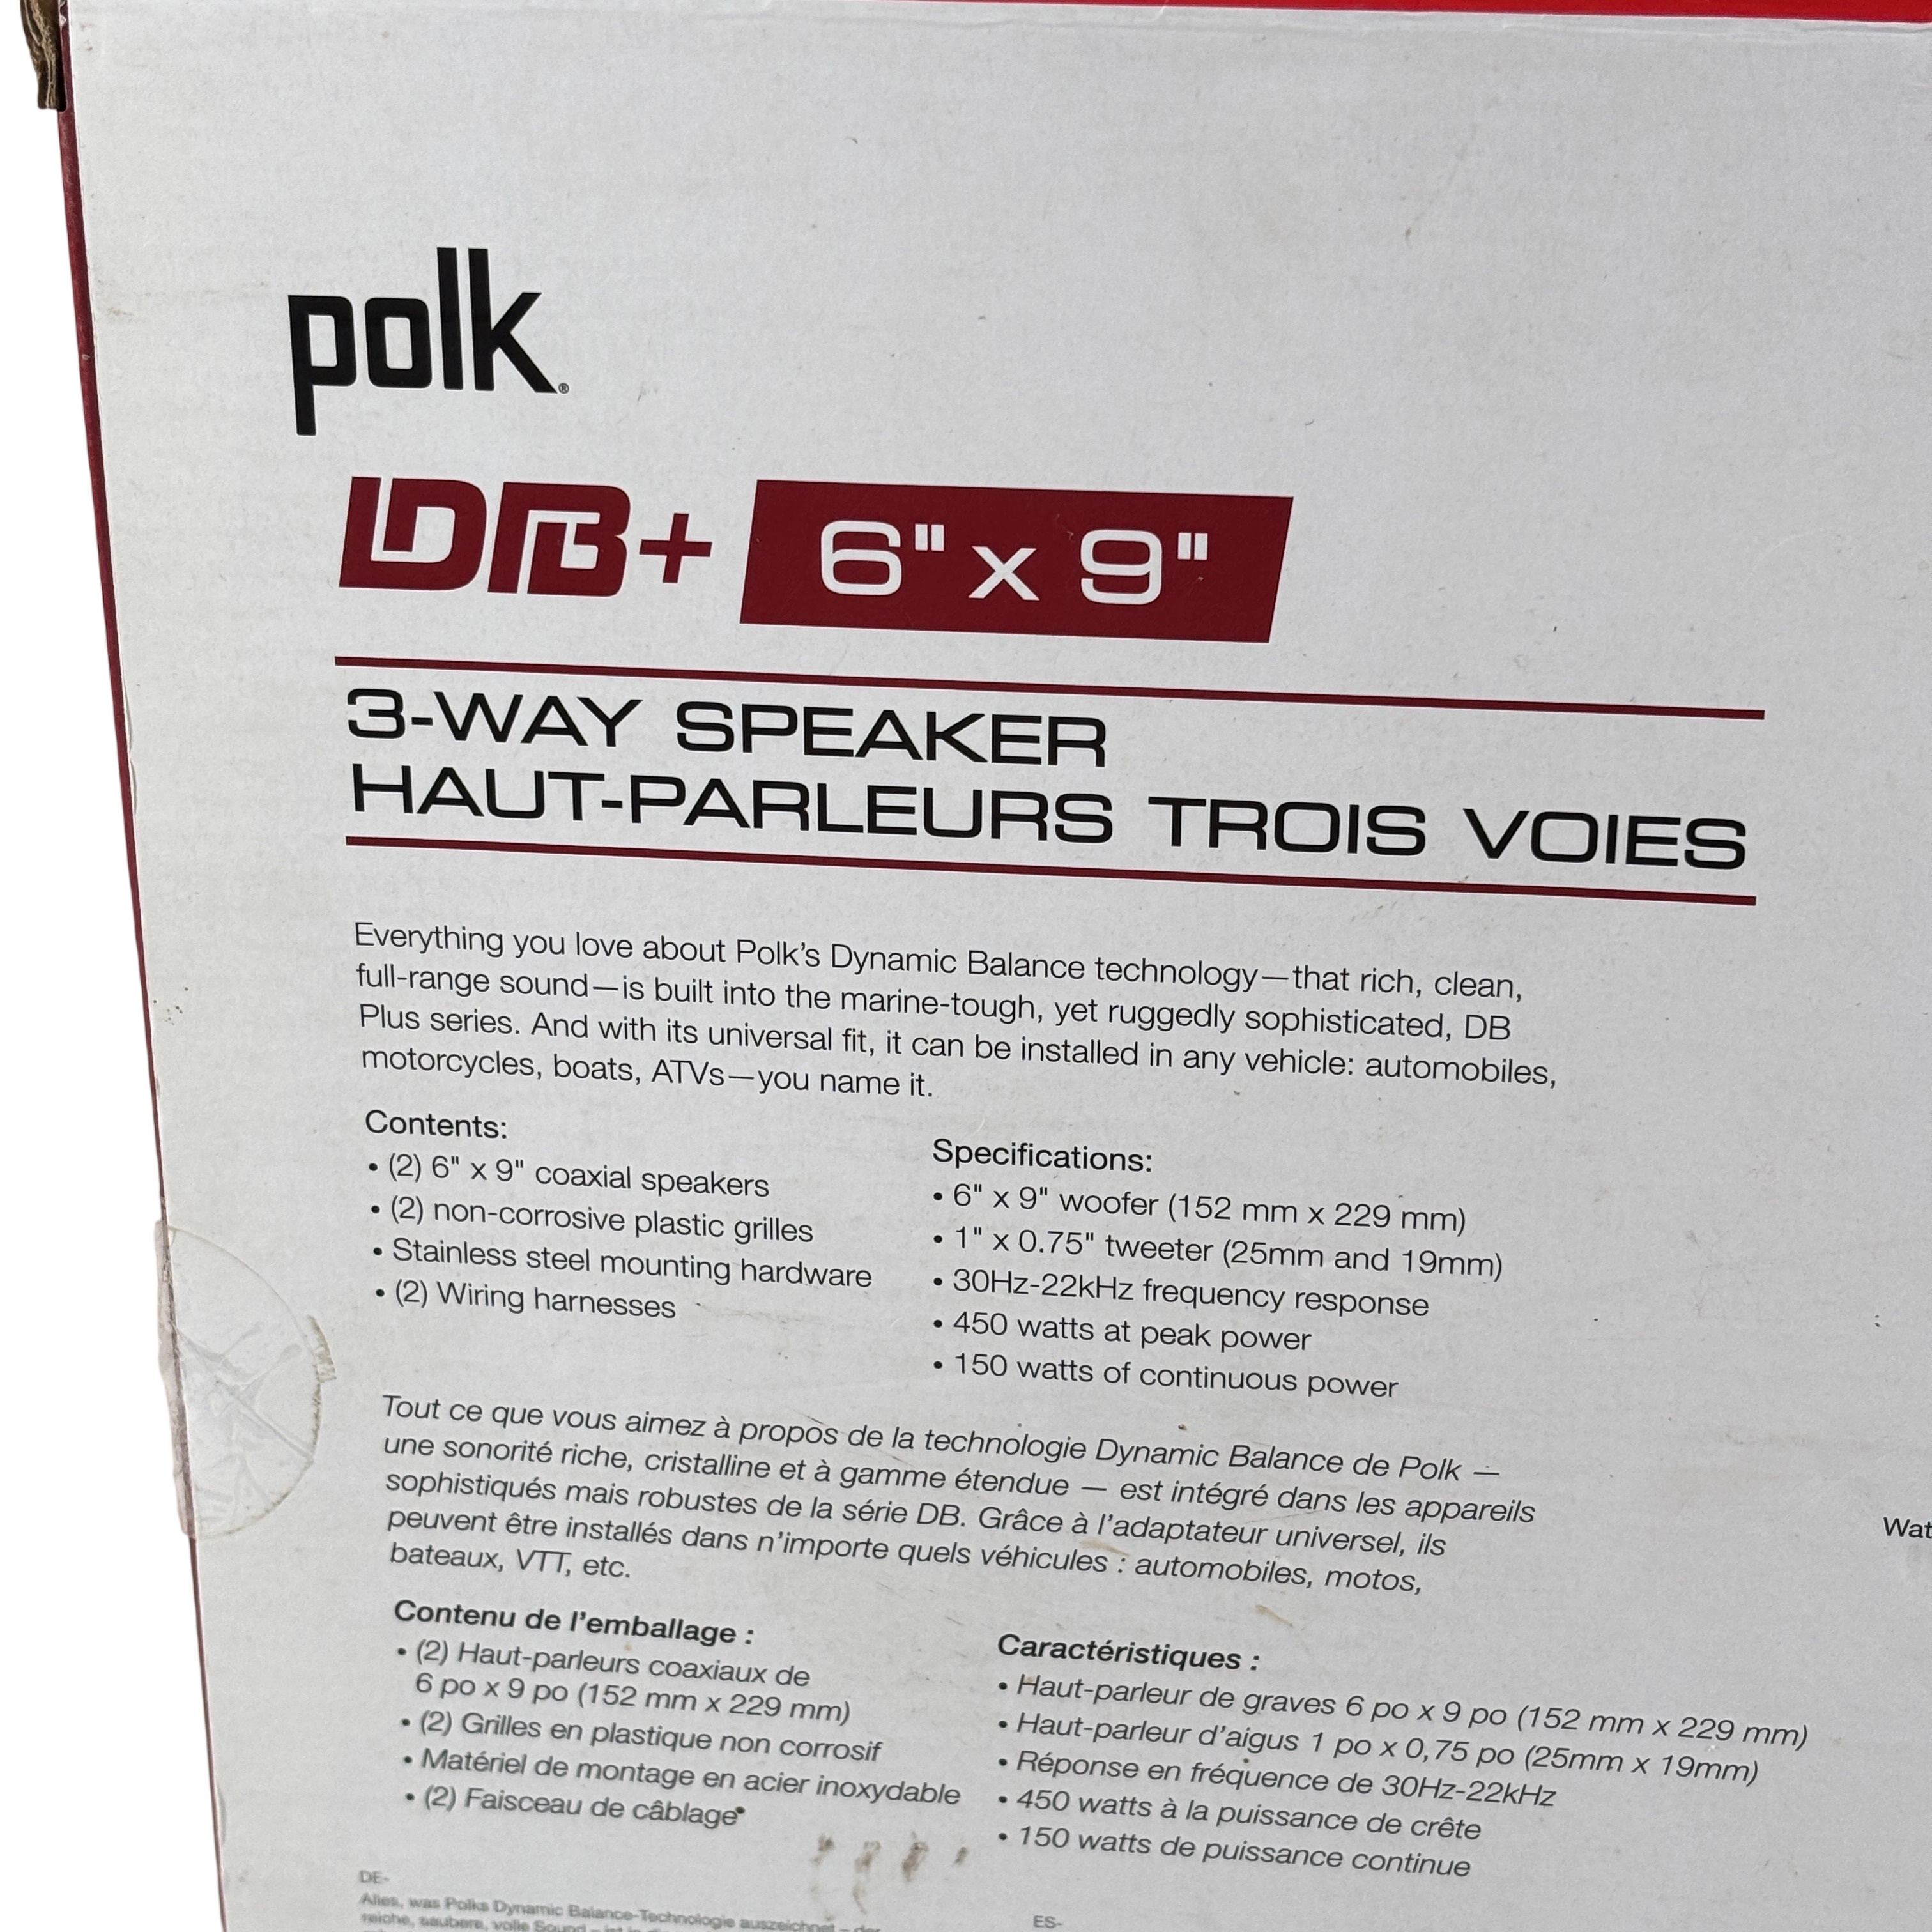 polk®
DB+ 6" x 9"
3-WAY SPEAKER
HAUT-PARLEURS TROIS VOIES
Everything you love about Polk's Dynamic Balance technology—that rich, clean,
full-range sound—is built into the marine-tough, yet ruggedly sophisticated, DB
Plus series. And with its universal fit, it can be installed in any vehicle: automobiles,
motorcycles, boats, ATVs—you name it.
Contents:
• (2) 6" x 9" coaxial speakers
• (2) non-corrosive plastic grilles
• Stainless steel mounting hardware
• (2) Wiring harnesses
Specifications:
• 6" x 9" woofer (152 mm x 229 mm)
• 1" x 0.75" tweeter (25mm and 19mm)
• 30Hz-22kHz frequency response
• 450 watts at peak power
• 150 watts of continuous power
Tout ce que vous aimez à propos de la technologie Dynamic Balance de Polk —
une sonorité riche, cristalline et à gamme étendue — est intégré dans les appareils
sophistiqués mais robustes de la série DB. Grâce à l'adaptateur universel, ils
peuvent être installés dans n'importe quels véhicules : automobiles, motos,
bateaux, VTT, etc.
Wat
Contenu de l'emballage :
• (2) Haut-parleurs coaxiaux de
6 po x 9 po (152 mm x 229 mm)
• (2) Grilles en plastique non corrosif
• Matériel de montage en acier inoxydable
• (2) Faisceau de câblage
Caractéristiques :
• Haut-parleur de graves 6 po x 9 po (152 mm x 229 mm)
• Haut-parleur d'aigus 1 po x 0,75 po (25mm x 19mm)
• Réponse en fréquence de 30Hz-22kHz
• 450 watts à la puissance de crête
• 150 watts de puissance continue
DE-
Alles, was Polks Dynamic Balance-Technologie auszeichnet – der
reiche, saubere, volle Sound – ist in
ES-